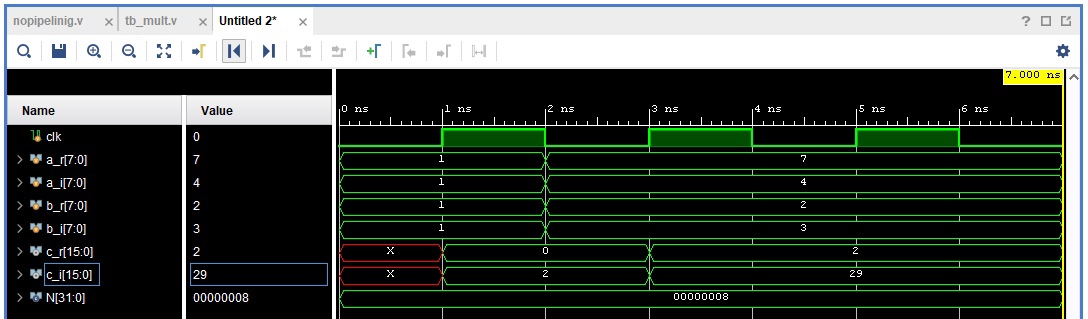 nopipelinig.v × tb_mult.v × Untitled 2* × ?
7.000 ns
Name Value 0 ns 1 ns 2 ns 3 ns 4 ns 5 ns 6 ns
clk 0
a_r[7:0] 7 1 7
a_i[7:0] 4 1 4
b_r[7:0] 2 1 2
b_i[7:0] 3 1 3
c_r[15:0] 2 X 0 2
c_i[15:0] 29 X 2 29
N[31:0] 00000008 00000008